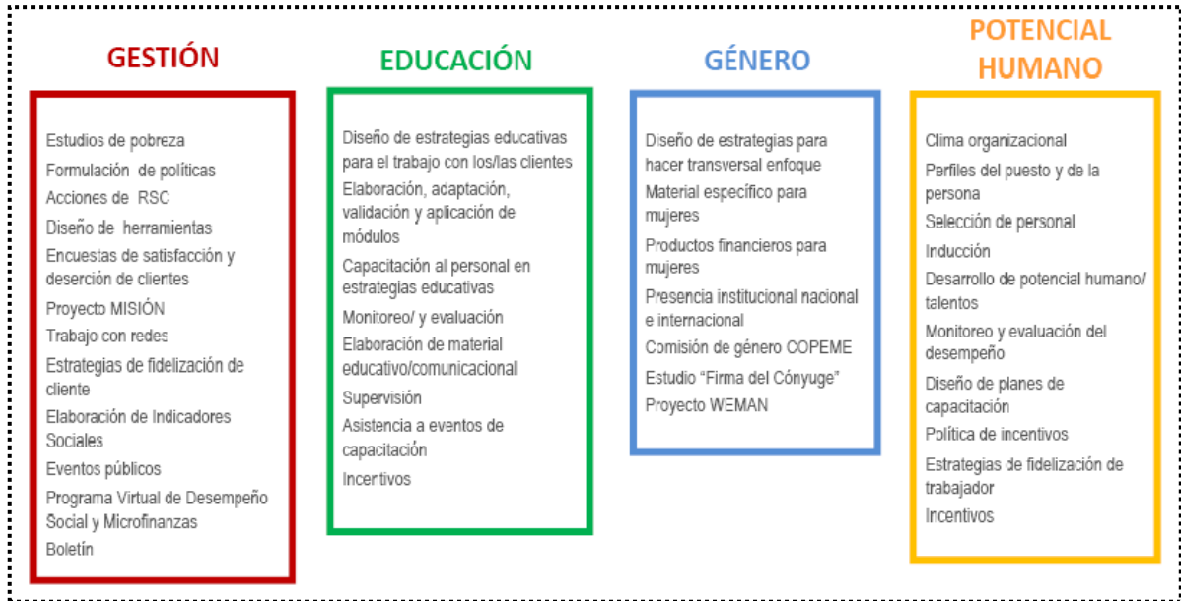 GESTIÓN
Estudios de pobreza
Formulación de políticas
Acciones de RSC
Diseño de herramientas
Encuestas de satisfacción y
deserción de clientes
Proyecto MISIÓN
Trabajo con redes
Estrategias de fidelización de
cliente
Elaboración de Indicadores
Sociales
Eventos públicos
Programa Virtual de Desempeño
Social y Microfinanzas
Boletín
EDUCACIÓN
Diseño de estrategias educativas
para el trabajo con los/las clientes
Elaboración, adaptación,
validación y aplicación de
módulos
Capacitación al personal en
estrategias educativas
Monitoreo/ y evaluación
Elaboración de material
educativo/comunicacional
Supervisión
Asistencia a eventos de
capacitación
Incentivos
GÉNERO
Diseño de estrategias para
hacer transversal enfoque
Material específico para
mujeres
Productos financieros para
mujeres
Presencia institucional nacional
e internacional
Comisión de género COPEME
Estudio “Firma del Cónyuge”
Proyecto WEMAN
POTENCIAL
HUMANO
Clima organizacional
Perfiles del puesto y de la
persona
Selección de personal
Inducción
Desarrollo de potencial humano/
talentos
Monitoreo y evaluación del
desempeño
Diseño de planes de
capacitación
Política de incentivos
Estrategias de fidelización de
trabajador
Incentivos